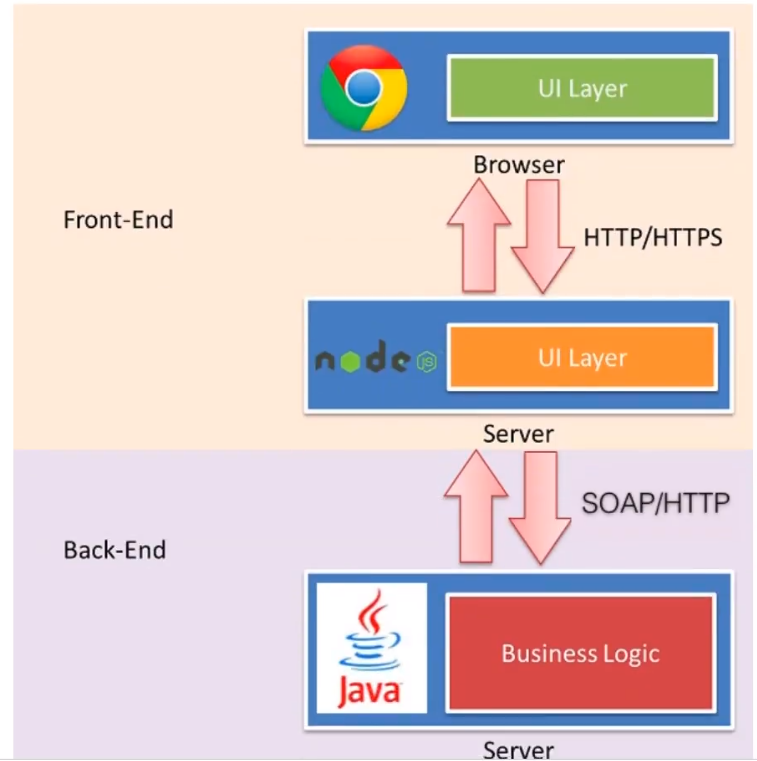 UI Layer
Browser
Front-End
HTTP/HTTPS
node JS
UI Layer
Server
SOAP/HTTP
Back-End
Java
Business Logic
Server